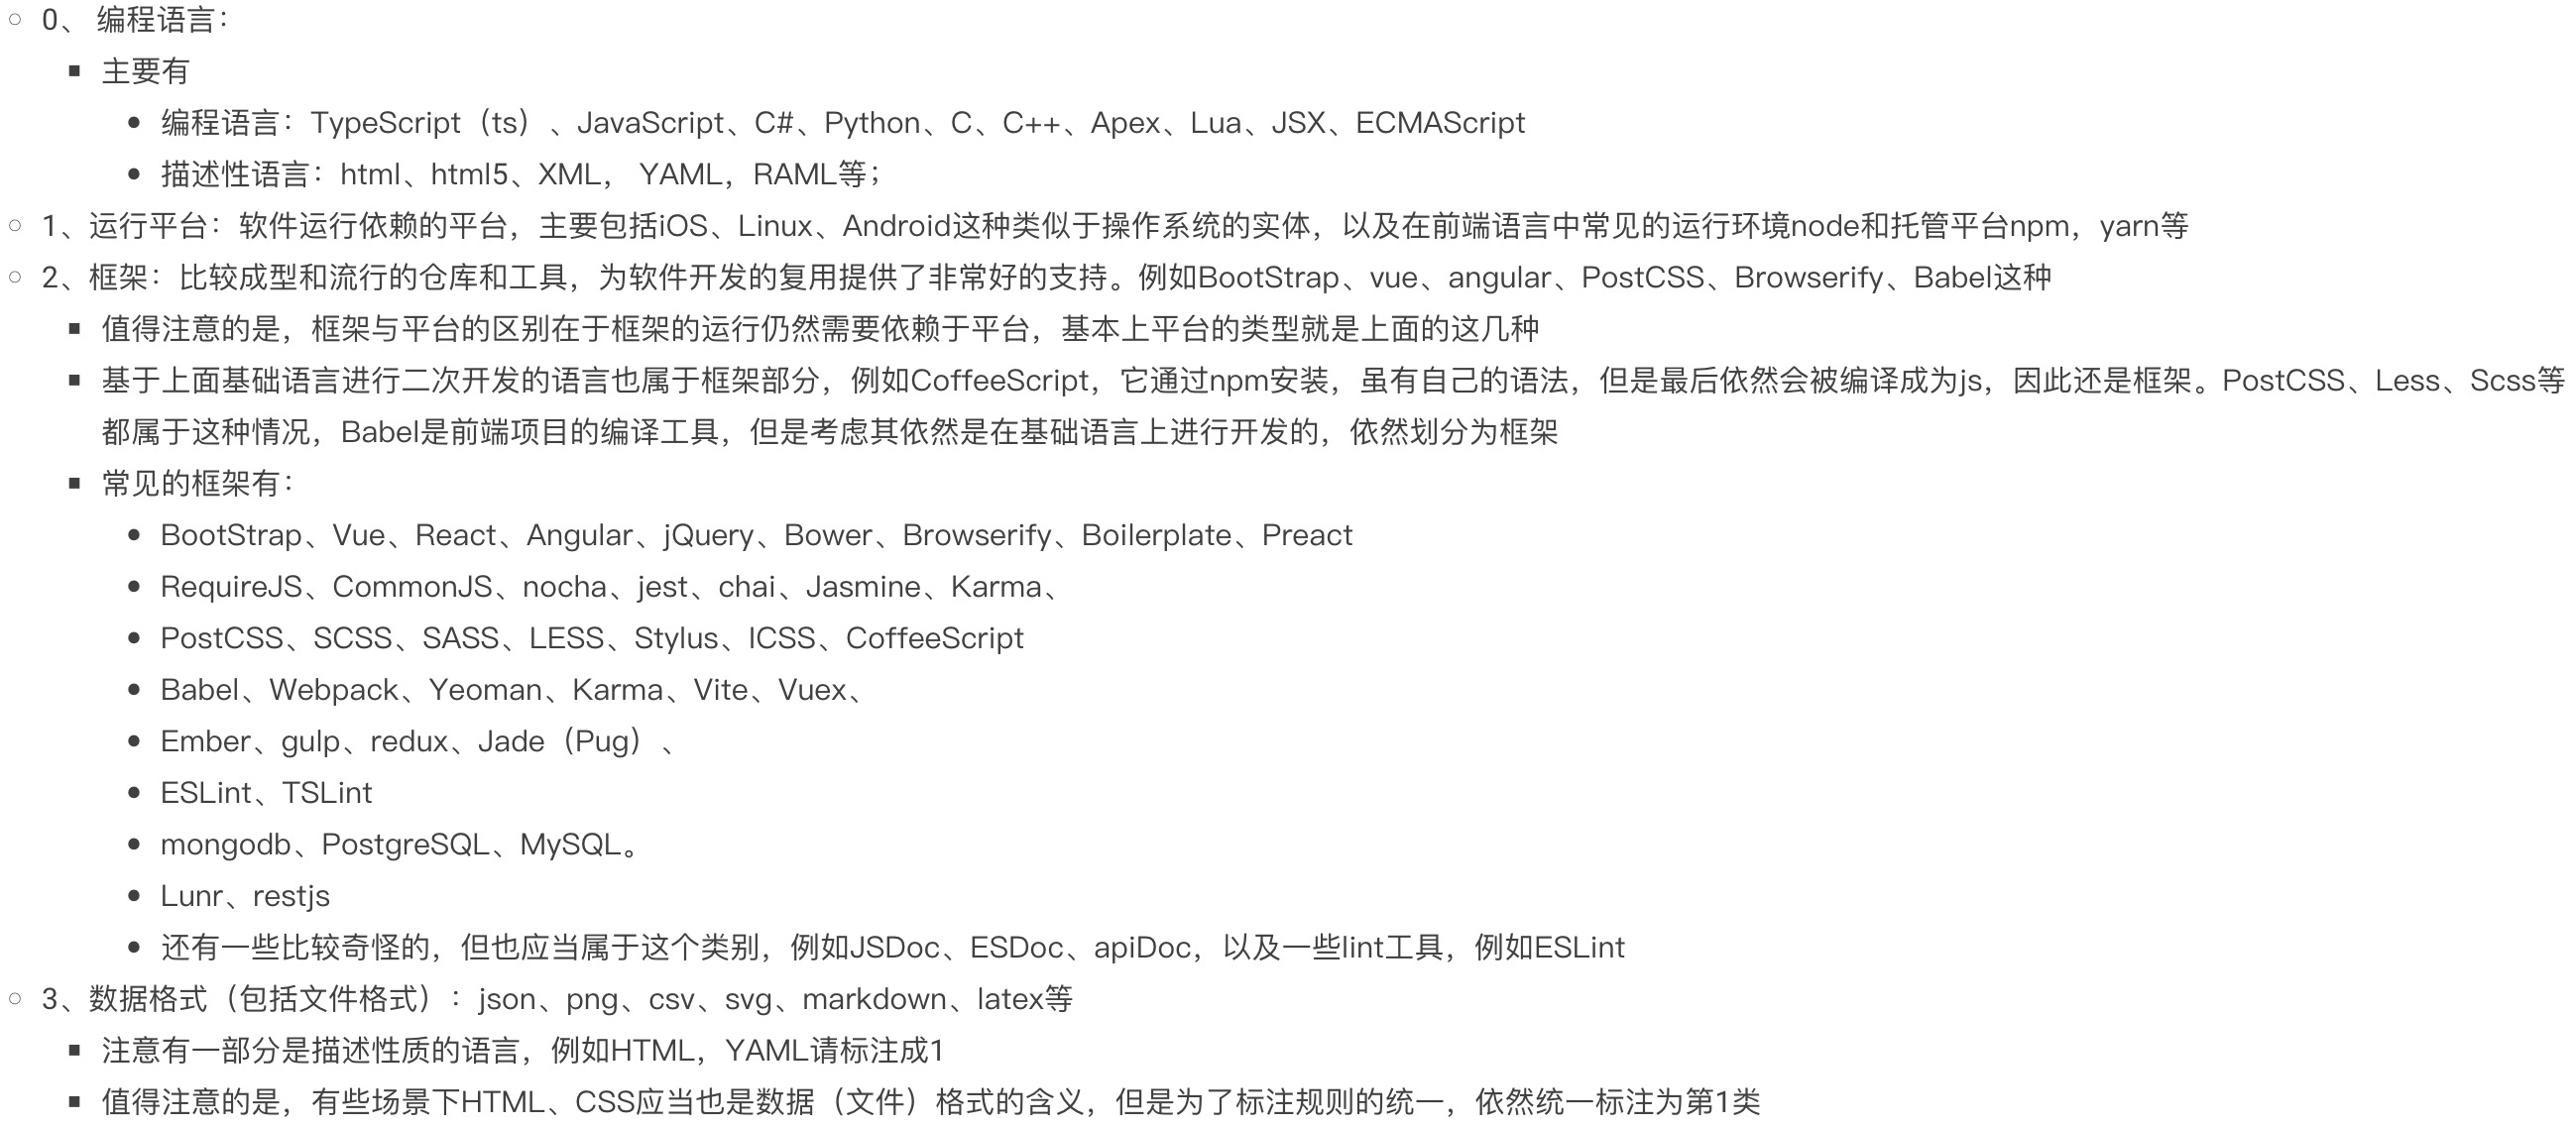 0、 编程语言：
主要有
编程语言：TypeScript（ts）、JavaScript、C#、Python、C、C++、Apex、Lua、JSX、ECMAScript
描述性语言：html、html5、XML， YAML，RAML等；
1、运行平台：软件运行依赖的平台，主要包括iOS、Linux、Android这种类似于操作系统的实体，以及在前端语言中常见的运行环境node和托管平台npm，yarn等
2、框架：比较成型和流行的仓库和工具，为软件开发的复用提供了非常好的支持。例如BootStrap、vue、angular、PostCSS、Browserify、Babel这种
值得注意的是，框架与平台的区别在于框架的运行仍然需要依赖于平台，基本上平台的类型就是上面的这几种
基于上面基础语言进行二次开发的语言也属于框架部分，例如CoffeeScript，它通过npm安装，虽有自己的语法，但是最后依然会被编译成为js，因此还是框架。PostCSS、Less、Scss等
都属于这种情况，Babel是前端项目的编译工具，但是考虑其依然是在基础语言上进行开发的，依然划分为框架
常见的框架有：
BootStrap、Vue、React、Angular、jQuery、Bower、Browserify、Boilerplate、Preact
RequireJS、CommonJS、nocha、jest、chai、Jasmine、Karma、
PostCSS、SCSS、SASS、LESS、Stylus、ICSS、CoffeeScript
Babel、Webpack、Yeoman、Karma、Vite、Vuex、
Ember、gulp、redux、Jade（Pug）、
ESLint、TSLint
mongodb、PostgreSQL、MySQL。
Lunr、restjs
还有一些比较奇怪的，但也应当属于这个类别，例如JSDoc、ESDoc、apiDoc，以及一些lint工具，例如ESLint
3、数据格式（包括文件格式）：json、png、csv、svg、markdown、latex等
注意有一部分是描述性质的语言，例如HTML，YAML请标注成1
值得注意的是，有些场景下HTML、CSS应当也是数据（文件）格式的含义，但是为了标注规则的统一，依然统一标注为第1类